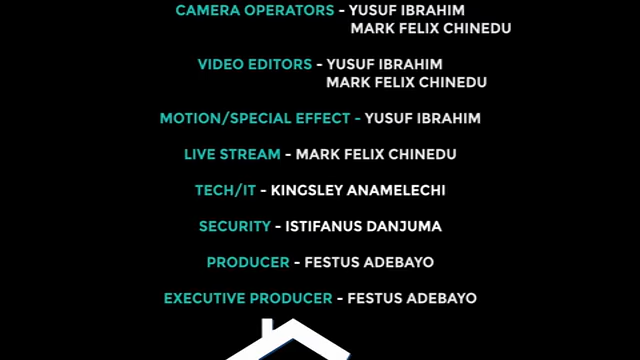 CAMERA OPERATORS - YUSUF IBRAHIM
MARK FELIX CHINEDU
VIDEO EDITORS - YUSUF IBRAHIM
MARK FELIX CHINEDU
MOTION/SPECIAL EFFECT - YUSUF IBRAHIM
LIVE STREAM - MARK FELIX CHINEDU
TECH/IT - KINGSLEY ANAMELECHI
SECURITY - ISTIFANUS DANJUMA
PRODUCER - FESTUS ADEBAYO
EXECUTIVE PRODUCER - FESTUS ADEBAYO